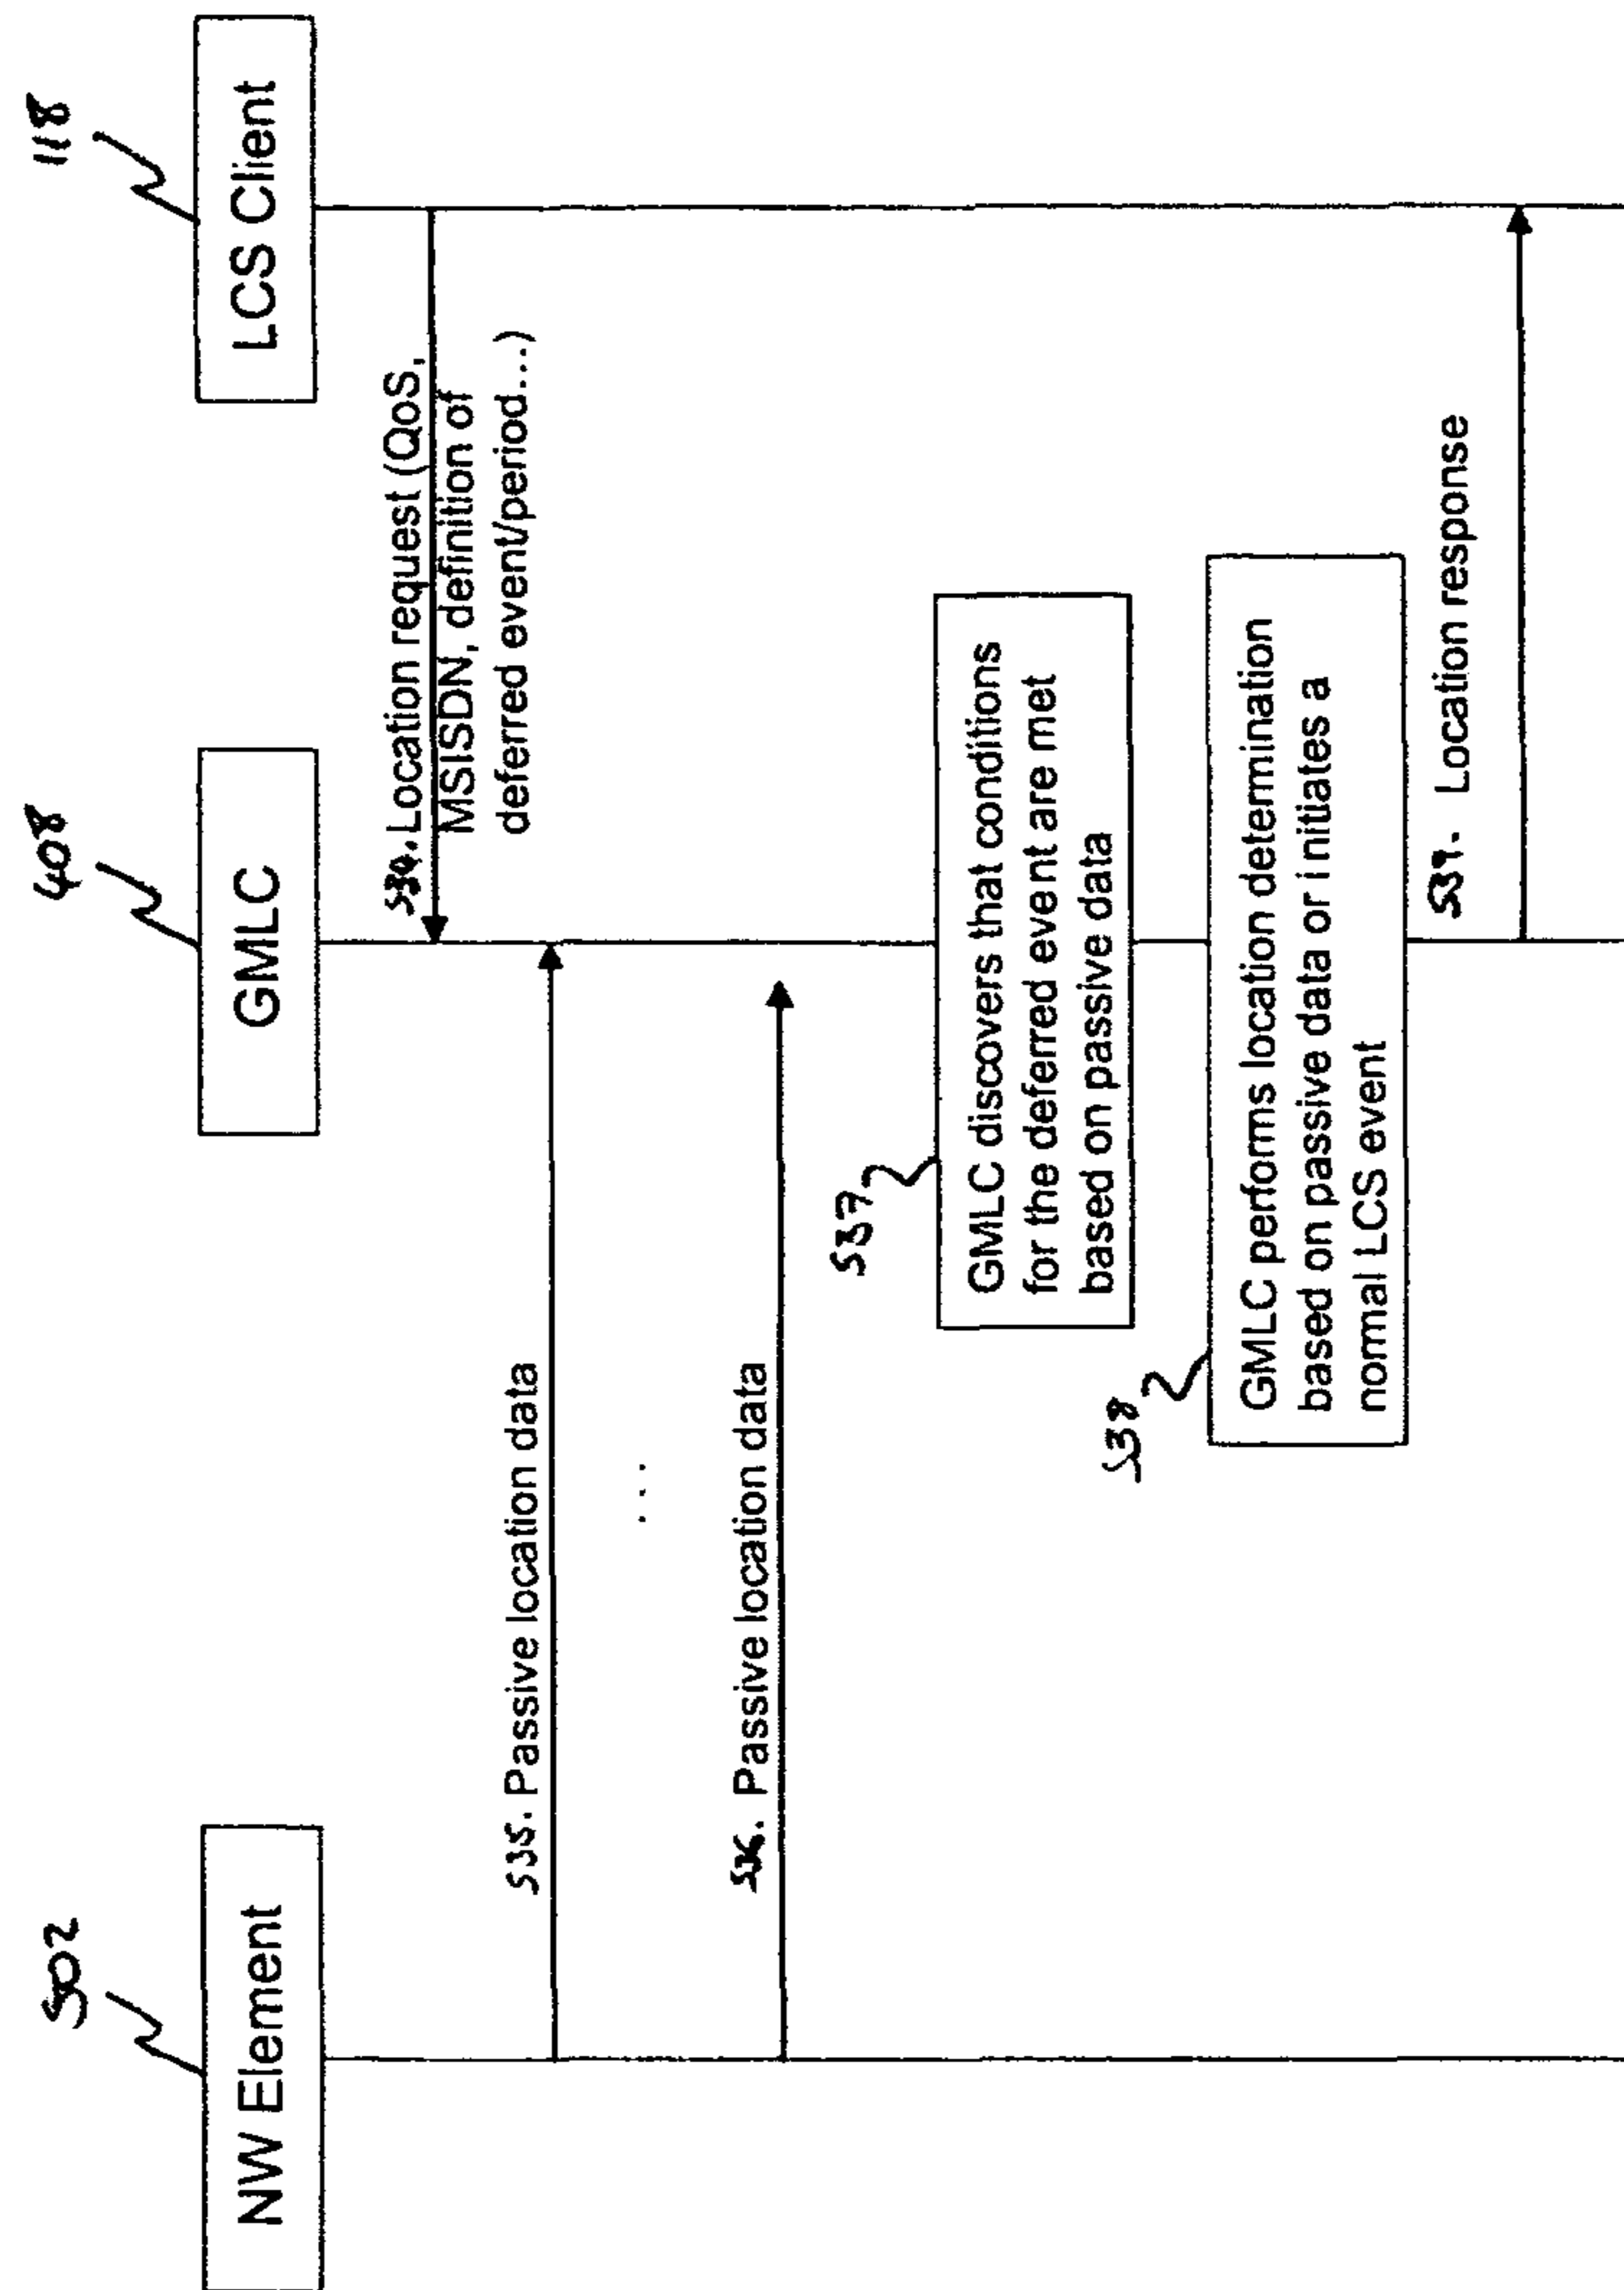 502
NW Element
408
GMLC
118
LCS Client
534. Location request (QoS,
MSISDN, definition of
deferred event/period...)
535. Passive location data
...
536. Passive location data
537
GMLC discovers that conditions
for the deferred event are met
based on passive data
538
GMLC performs location determination
based on passive data or initiates a
normal LCS event
539. Location response